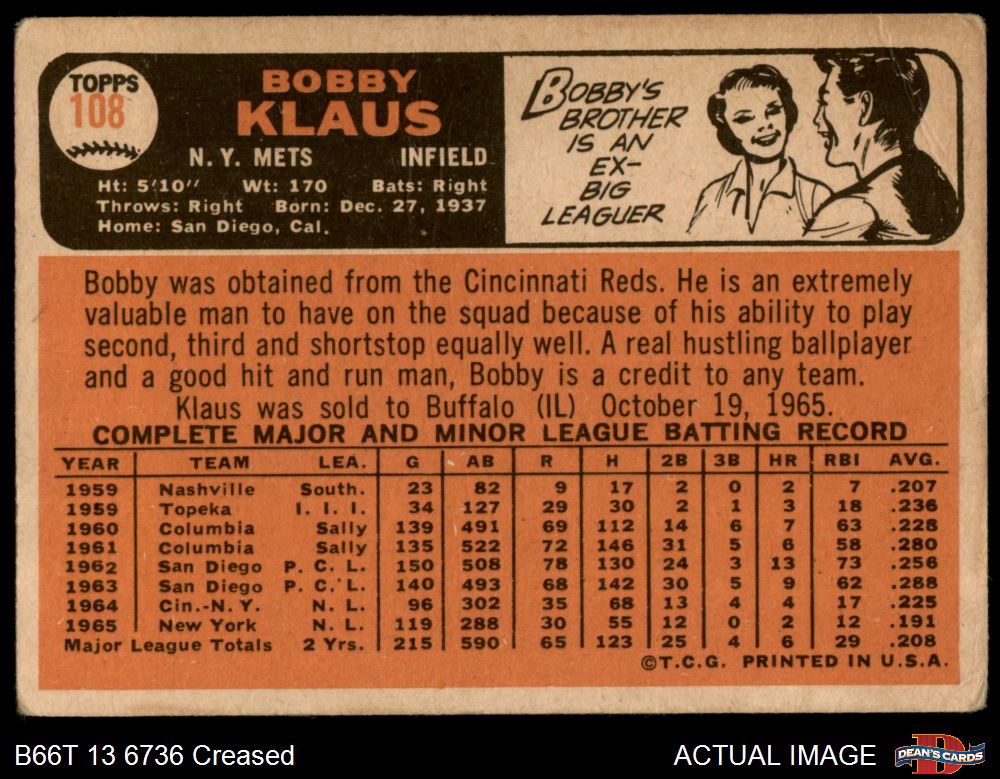 TOPPS
108
BOBBY
KLAUS
N. Y. METS INFIELD
Ht: 5'10" Wt: 170 Bats: Right
Throws: Right Born: Dec. 27, 1937
Home: San Diego, Cal.
BOBBY'S
BROTHER
IS AN
EX-
BIG
LEAGUER
Bobby was obtained from the Cincinnati Reds. He is an extremely
valuable man to have on the squad because of his ability to play
second, third and shortstop equally well. A real hustling ballplayer
and a good hit and run man, Bobby is a credit to any team.
Klaus was sold to Buffalo (IL) October 19, 1965.
COMPLETE MAJOR AND MINOR LEAGUE BATTING RECORD
YEAR TEAM LEA. G AB R H 2B 3B HR RBI AVG.
1959 Nashville South. 23 82 9 17 2 0 2 7 .207
1959 Topeka I. I. I. 34 127 29 30 2 1 3 18 .236
1960 Columbia Sally 139 491 69 112 14 6 7 63 .228
1961 Columbia Sally 135 522 72 146 31 5 6 58 .280
1962 San Diego P. C. L. 150 508 78 130 24 3 13 73 .256
1963 San Diego P. C. L. 140 493 68 142 30 5 9 62 .288
1964 Cin.-N. Y. N. L. 96 302 35 68 13 4 4 17 .225
1965 New York N. L. 119 288 30 55 12 0 2 12 .191
Major League Totals 2 Yrs. 215 590 65 123 25 4 6 29 .208
©T.C.G. PRINTED IN U.S.A.
B66T 13 6736 Creased
ACTUAL IMAGE
DEAN'S CARDS